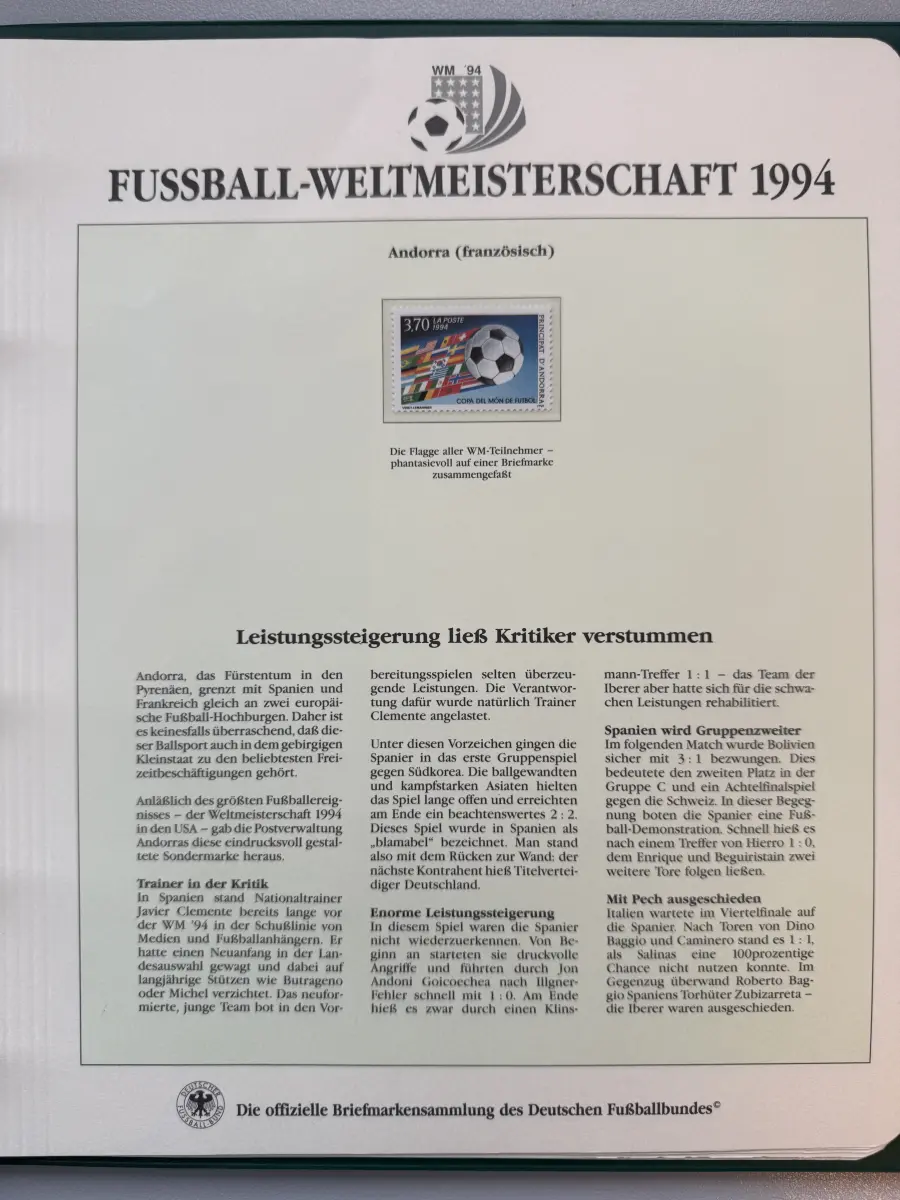 WM '94
FUSSBALL-WELTMEISTERSCHAFT 1994
Andorra (französisch)
3,70 LA POSTE
1994
PRINCIPAT D'ANDORRA
COPA DEL MÓN DE FUTBOL
Die Flagge aller WM-Teilnehmer –
phantasievoll auf einer Briefmarke
zusammengefaßt
Leistungssteigerung ließ Kritiker verstummen
Andorra, das Fürstentum in den
Pyrenäen, grenzt mit Spanien und
Frankreich gleich an zwei europäi-
sche Fußball-Hochburgen. Daher ist
es keinesfalls überraschend, daß die-
ser Ballsport auch in dem gebirgigen
Kleinstaat zu den beliebtesten Frei-
zeitbeschäftigungen gehört.
Anläßlich des größten Fußballereig-
nisses – der Weltmeisterschaft 1994
in den USA – gab die Postverwaltung
Andorras diese eindrucksvoll gestal-
tete Sondermarke heraus.
Trainer in der Kritik
In Spanien stand Nationaltrainer
Javier Clemente bereits lange vor
der WM '94 in der Schußlinie von
Medien und Fußballanhängern. Er
hatte einen Neuanfang in der Lan-
desauswahl gewagt und dabei auf
langjährige Stützen wie Butrageno
oder Michel verzichtet. Das neufor-
mierte, junge Team bot in den Vor-
bereitungsspielen selten überzeu-
gende Leistungen. Die Verantwor-
tung dafür wurde natürlich Trainer
Clemente angelastet.
Unter diesen Vorzeichen gingen die
Spanier in das erste Gruppenspiel
gegen Südkorea. Die ballgewandten
und kampfstarken Asiaten hielten
das Spiel lange offen und erreichten
am Ende ein beachtenswertes 2 : 2.
Dieses Spiel wurde in Spanien als
„blamabel" bezeichnet. Man stand
also mit dem Rücken zur Wand: der
nächste Kontrahent hieß Titelvertei-
diger Deutschland.
Enorme Leistungssteigerung
In diesem Spiel waren die Spanier
nicht wiederzuerkennen. Von Be-
ginn an starteten sie druckvolle
Angriffe und führten durch Jon
Andoni Goicoechea nach Illgner-
Fehler schnell mit 1 : 0. Am Ende
hieß es zwar durch einen Klins-
mann-Treffer 1 : 1 – das Team der
Iberer aber hatte sich für die schwa-
chen Leistungen rehabilitiert.
Spanien wird Gruppenzweiter
Im folgenden Match wurde Bolivien
sicher mit 3 : 1 bezwungen. Dies
bedeutete den zweiten Platz in der
Gruppe C und ein Achtelfinalspiel
gegen die Schweiz. In dieser Begeg-
nung boten die Spanier eine Fuß-
ball-Demonstration. Schnell hieß es
nach einem Treffer von Hierro 1 : 0,
dem Enrique und Beguiristain zwei
weitere Tore folgen ließen.
Mit Pech ausgeschieden
Italien wartete im Viertelfinale auf
die Spanier. Nach Toren von Dino
Baggio und Caminero stand es 1 : 1,
als Salinas eine 100prozentige
Chance nicht nutzen konnte. Im
Gegenzug überwand Roberto Bag-
gio Spaniens Torhüter Zubizarreta –
die Iberer waren ausgeschieden.
DEUTSCHER
FUSSBALL-BUND
Die offizielle Briefmarkensammlung des Deutschen Fußballbundes©